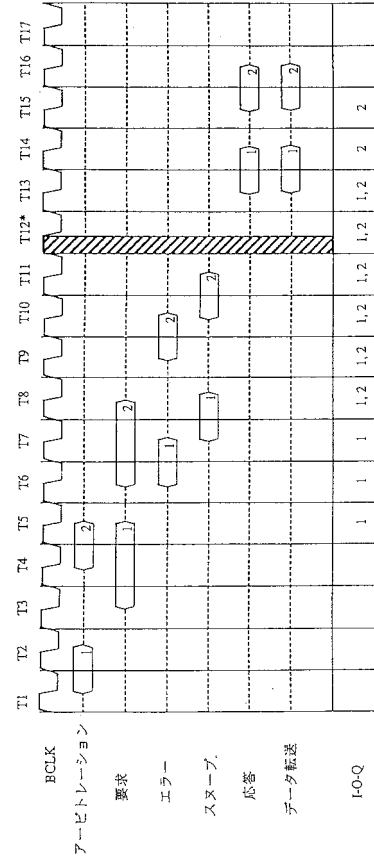 T1 T2 T3 T4 T5 T6 T7 T8 T9 T10 T11 T12* T13 T14 T15 T16 T17
BCLK
アービトレーション 1 2
要求 1 2
エラー 1 2
スヌープ 1 2
応答 1 2
データ転送 1 2
I-O-Q 1 1 1 1,2 1,2 1,2 1,2 1,2 1,2 2 2